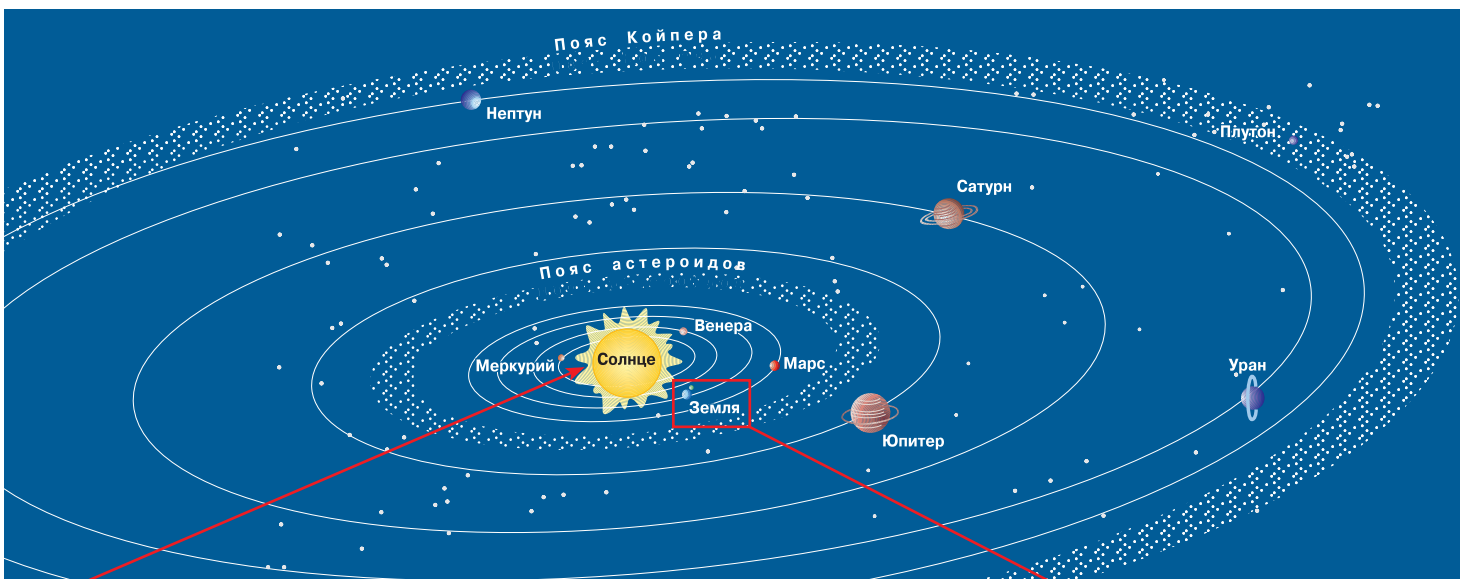 Пояс Койпера
Нептун
Плутон
Сатурн
Пояс астероидов
Венера
Солнце
Меркурий
Марс
Уран
Земля
Юпитер